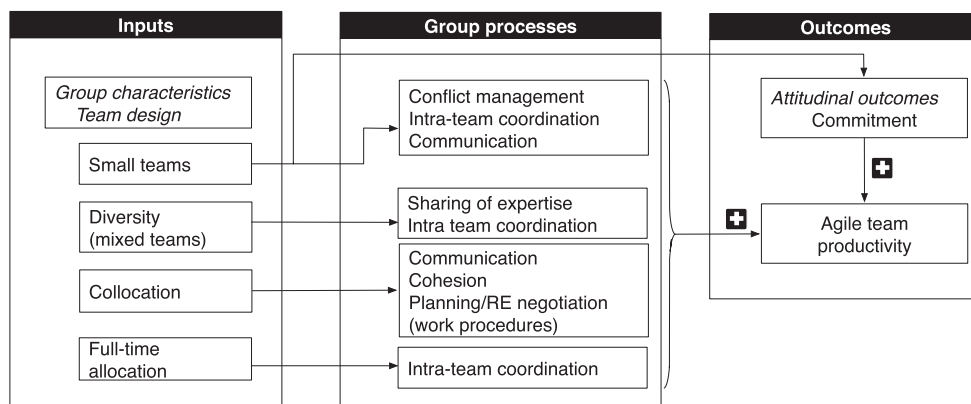 Inputs
Group characteristics
Team design
Small teams
Diversity
(mixed teams)
Collocation
Full-time
allocation
Group processes
Conflict management
Intra-team coordination
Communication
Sharing of expertise
Intra team coordination
Communication
Cohesion
Planning/RE negotiation
(work procedures)
Intra-team coordination
Outcomes
Attitudinal outcomes
Commitment
Agile team
productivity